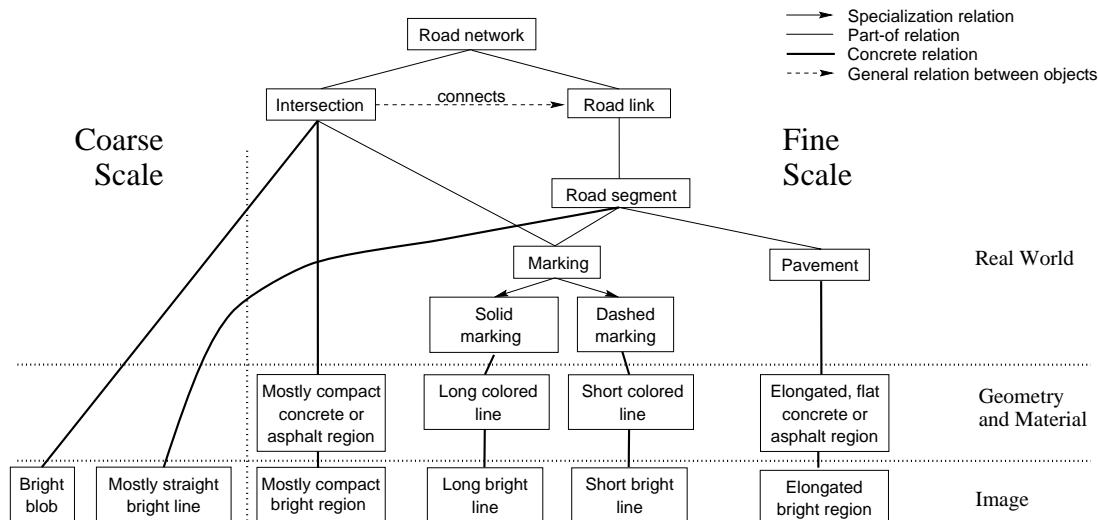 Specialization relation
Part-of relation
Concrete relation
General relation between objects
Road network
Intersection
connects
Road link
Coarse
Scale
Fine
Scale
Road segment
Marking
Pavement
Real World
Solid
marking
Dashed
marking
Mostly compact
concrete or
asphalt region
Long colored
line
Short colored
line
Elongated, flat
concrete or
asphalt region
Geometry
and Material
Bright
blob
Mostly straight
bright line
Mostly compact
bright region
Long bright
line
Short bright
line
Elongated
bright region
Image